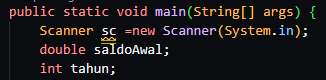 public static void main(String[] args) {
Scanner sc =new Scanner(System.in);
double saldoAwal;
int tahun;